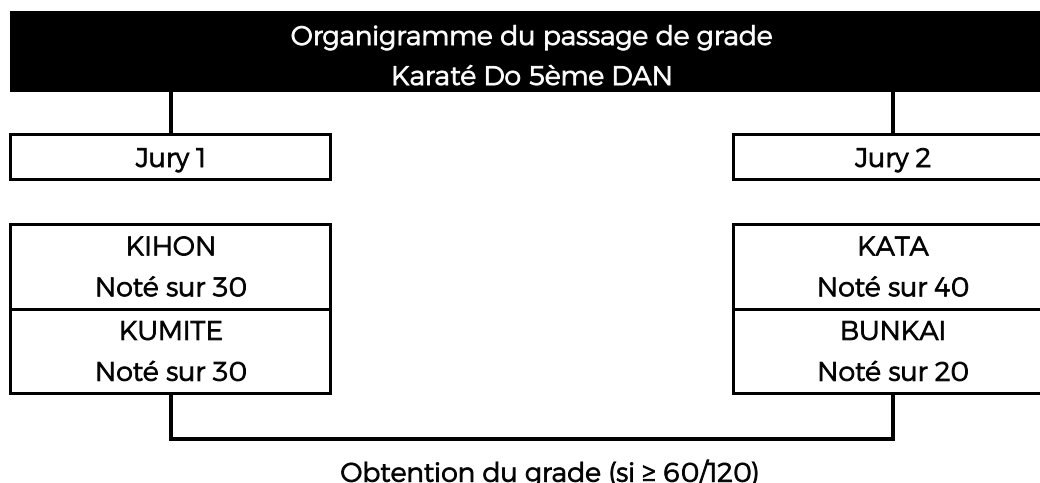 Organigramme du passage de grade
Karaté Do 5ème DAN
Jury 1
Jury 2
KIHON
Noté sur 30
KUMITE
Noté sur 30
KATA
Noté sur 40
BUNKAI
Noté sur 20
Obtention du grade (si ≥ 60/120)